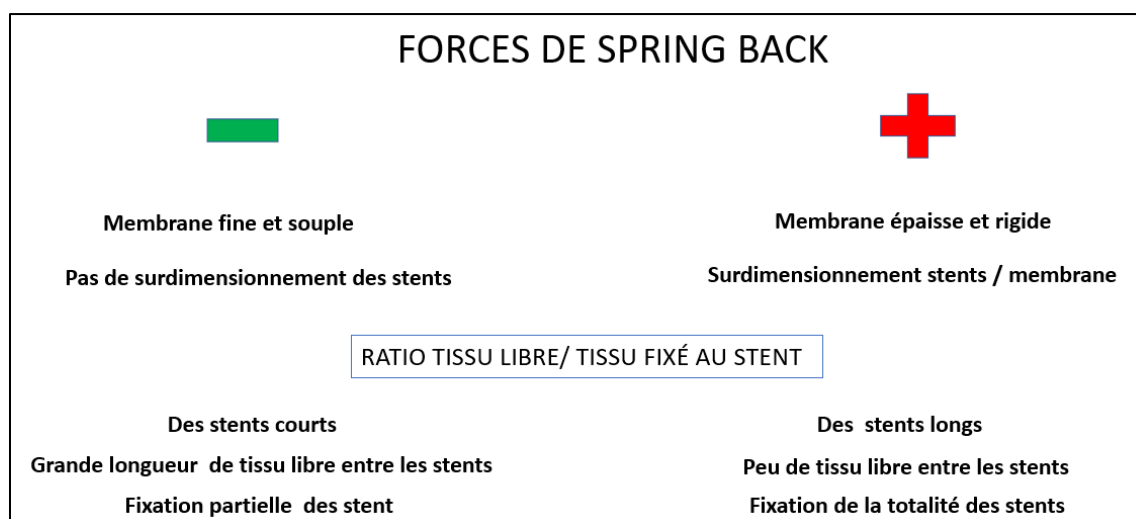 FORCES DE SPRING BACK
Membrane fine et souple
Membrane épaisse et rigide
Pas de surdimensionnement des stents
Surdimensionnement stents / membrane
RATIO TISSU LIBRE/ TISSU FIXÉ AU STENT
Des stents courts
Des stents longs
Grande longueur de tissu libre entre les stents
Peu de tissu libre entre les stents
Fixation partielle des stent
Fixation de la totalité des stents